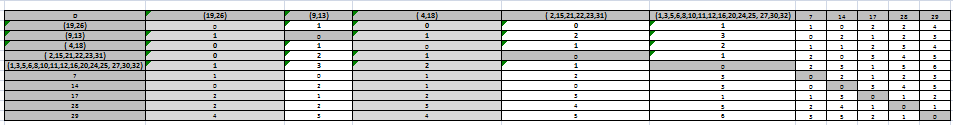 D (19,26) (9,13) ( 4,18) ( 2,15,21,22,23,31) (1,3,5,6,8,10,11,12,16,20,24,25, 27,30,32) 7 14 17 28 29
(19,26) 0 1 0 0 1 1 0 2 2 4
(9,13) 1 0 1 2 3 0 2 1 2 3
( 4,18) 0 1 0 1 2 1 1 2 3 4
( 2,15,21,22,23,31) 0 2 1 0 1 2 0 3 4 5
(1,3,5,6,8,10,11,12,16,20,24,25, 27,30,32) 1 3 2 1 0 2 3 1 5 6
7 1 0 1 2 3 0 2 1 2 3
14 0 2 1 0 3 0 0 3 4 5
17 2 1 2 3 1 1 3 0 1 2
28 2 2 3 4 5 2 4 1 0 1
29 4 3 4 5 6 3 5 2 1 0